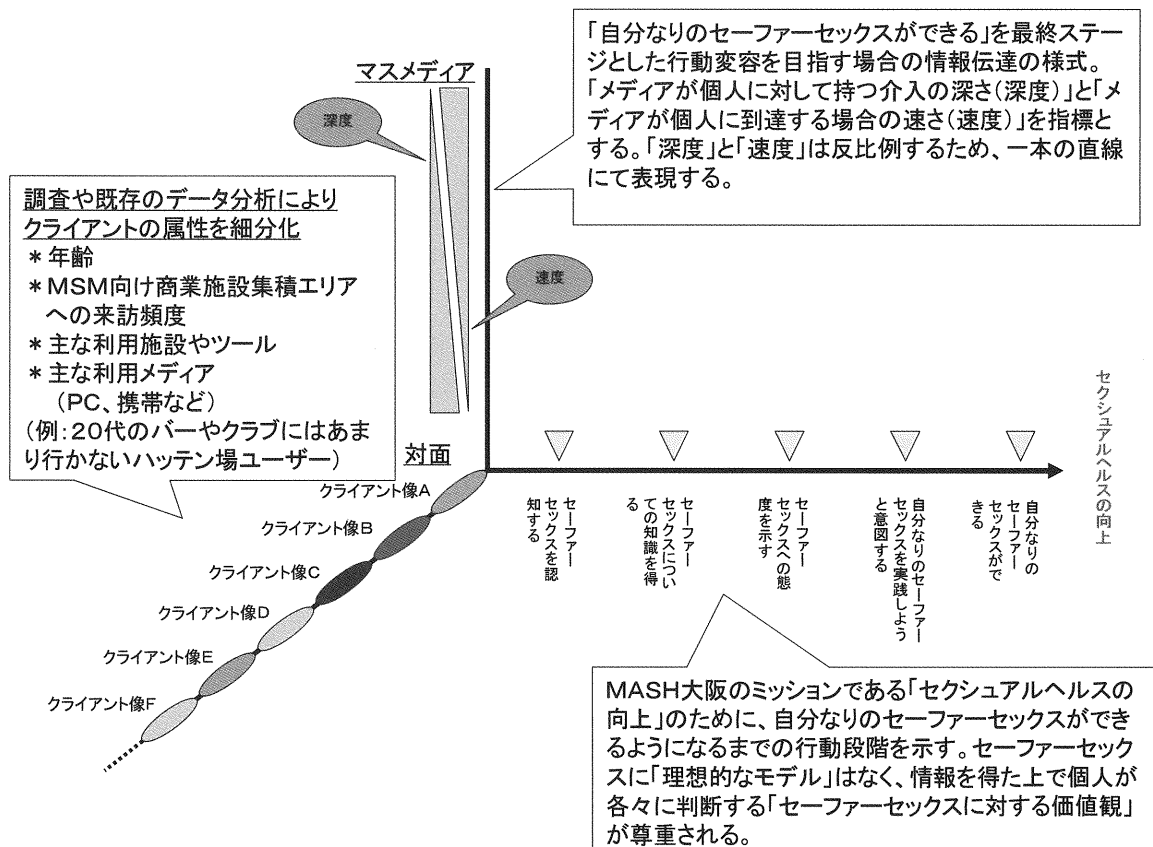 「自分なりのセーファーセックスができる」を最終ステー
ジとした行動変容を目指す場合の情報伝達の様式。
「メディアが個人に対して持つ介入の深さ(深度)」と「メ
ディアが個人に到達する場合の速さ(速度)」を指標と
する。「深度」と「速度」は反比例するため、一本の直線
にて表現する。
マスメディア
深度
速度
対面
調査や既存のデータ分析により
クライアントの属性を細分化
*年齢
*MSM向け商業施設集積エリア
への来訪頻度
*主な利用施設やツール
*主な利用メディア
(PC、携帯など)
(例:20代のバーやクラブにはあま
り行かないハッテン場ユーザー)
クライアント像A
クライアント像B
クライアント像C
クライアント像D
クライアント像E
クライアント像F
セーファー
セックスを認
知する
セーファー
セックスについ
ての知識を得
る
セーファー
セックスへの態
度を示す
自分なりのセーファー
セックスを実践しよう
と意図する
自分なりの
セーファー
セックスがで
きる
セクシュアルヘルスの向上
MASH大阪のミッションである「セクシュアルヘルスの
向上」のために、自分なりのセーファーセックスができ
るようになるまでの行動段階を示す。セーファーセック
スに「理想的なモデル」はなく、情報を得た上で個人が
各々に判断する「セーファーセックスに対する価値観」
が尊重される。